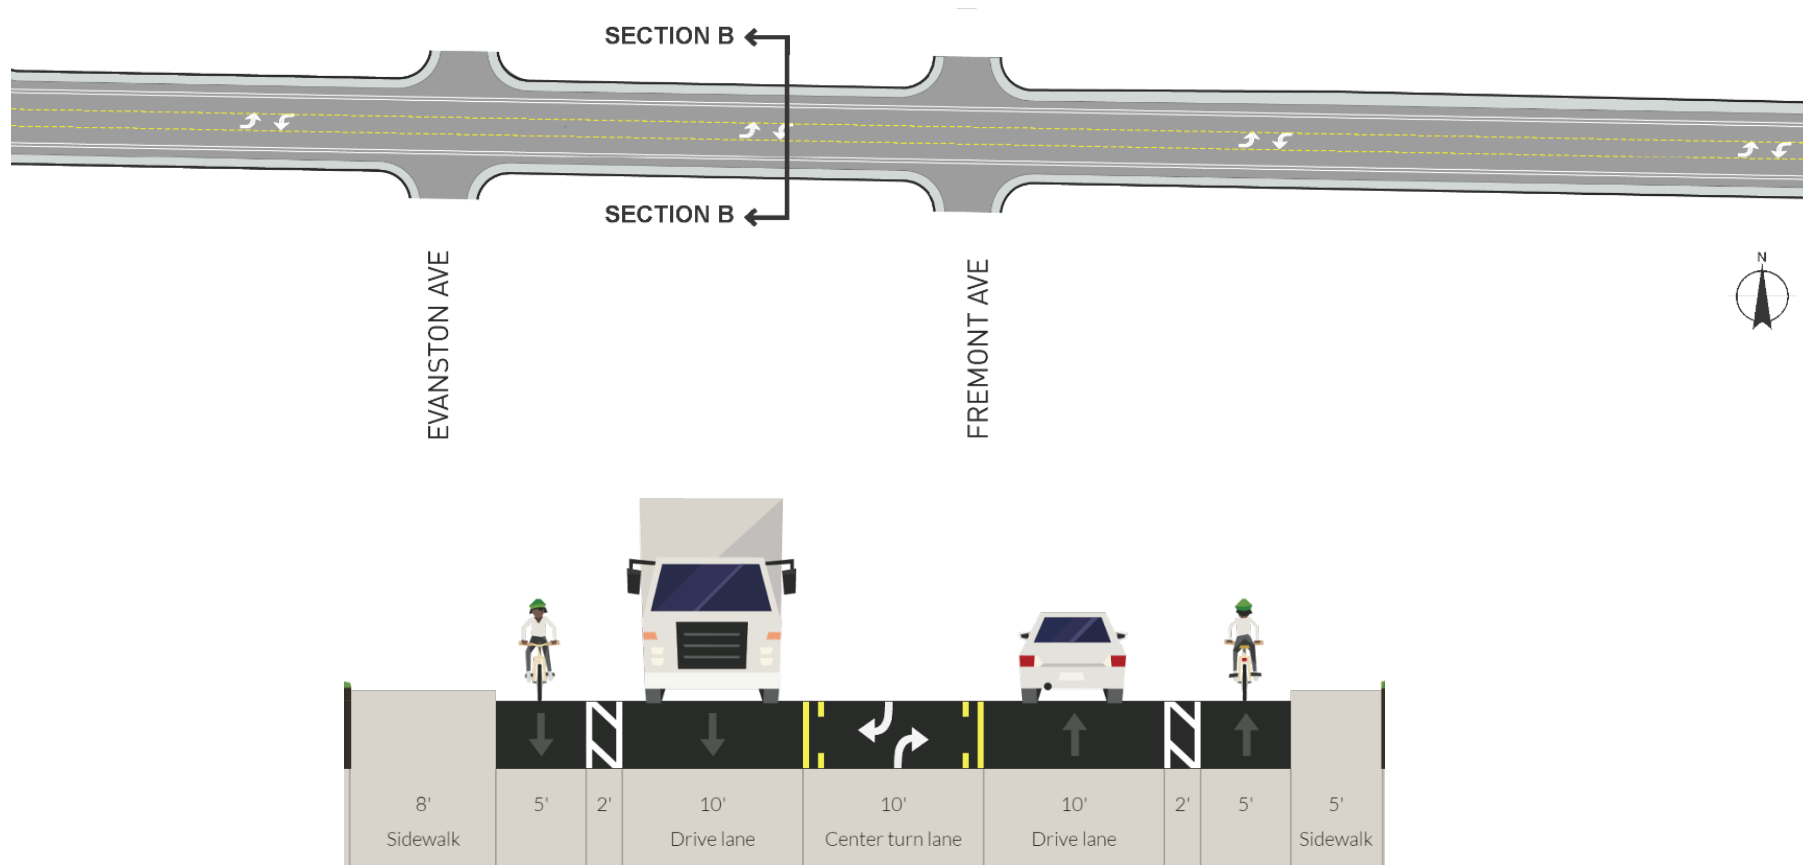 SECTION B
SECTION B
EVANSTON AVE
FREMONT AVE
N
8' 5' 2' 10' 10' 10' 2' 5' 5'
Sidewalk Drive lane Center turn lane Drive lane Sidewalk